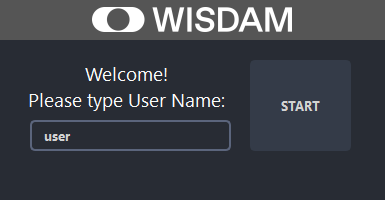 WISDAM
Welcome!
Please type User Name:
user
START